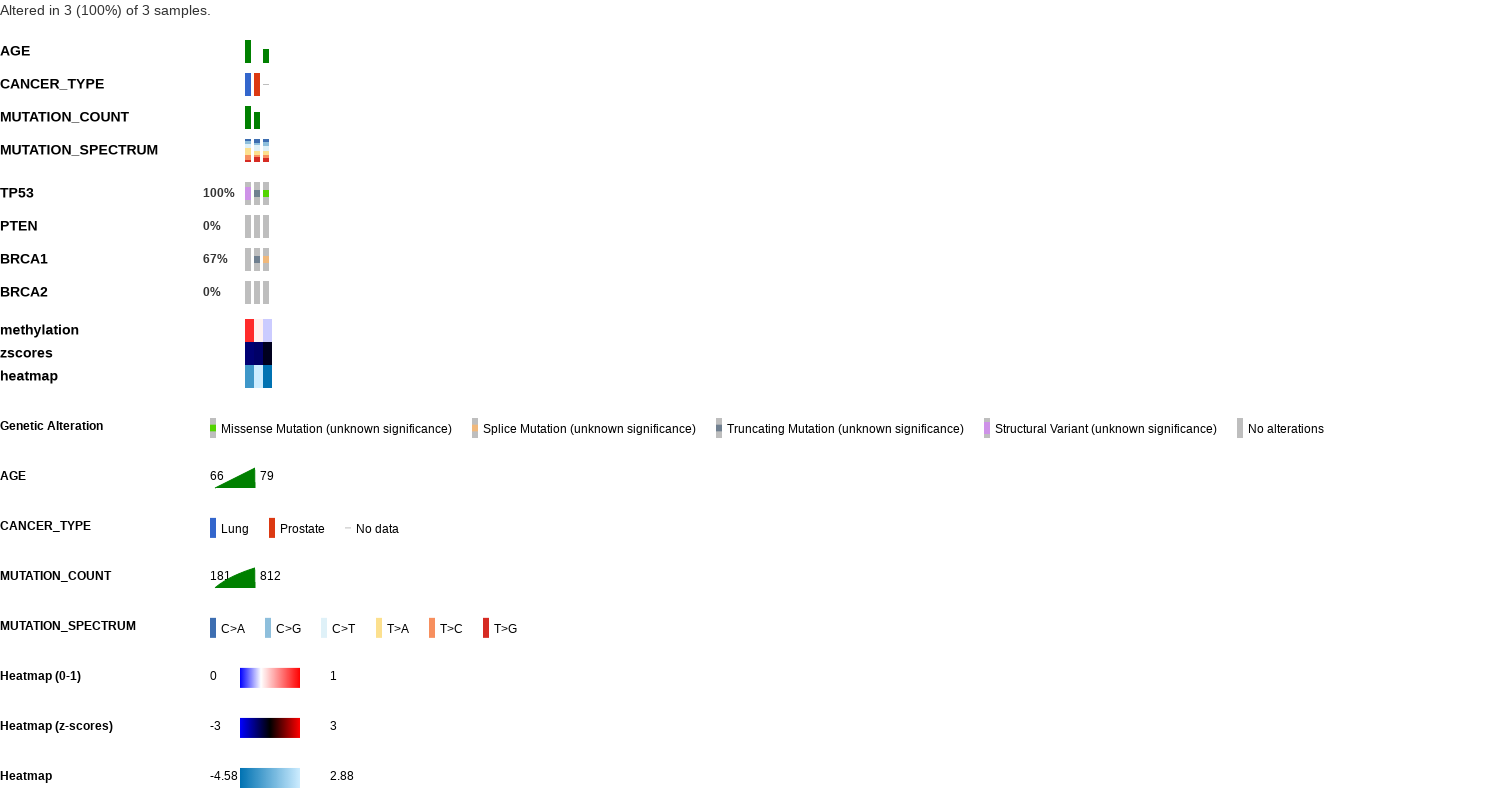 Altered in 3 (100%) of 3 samples.
AGE
CANCER_TYPE
MUTATION_COUNT
MUTATION_SPECTRUM
TP53 100%
PTEN 0%
BRCA1 67%
BRCA2 0%
methylation
zscores
heatmap
Genetic Alteration Missense Mutation (unknown significance) Splice Mutation (unknown significance) Truncating Mutation (unknown significance) Structural Variant (unknown significance) No alterations
AGE 66 79
CANCER_TYPE Lung Prostate No data
MUTATION_COUNT 181 812
MUTATION_SPECTRUM C>A C>G C>T T>A T>C T>G
Heatmap (0-1) 0 1
Heatmap (z-scores) -3 3
Heatmap -4.58 2.88